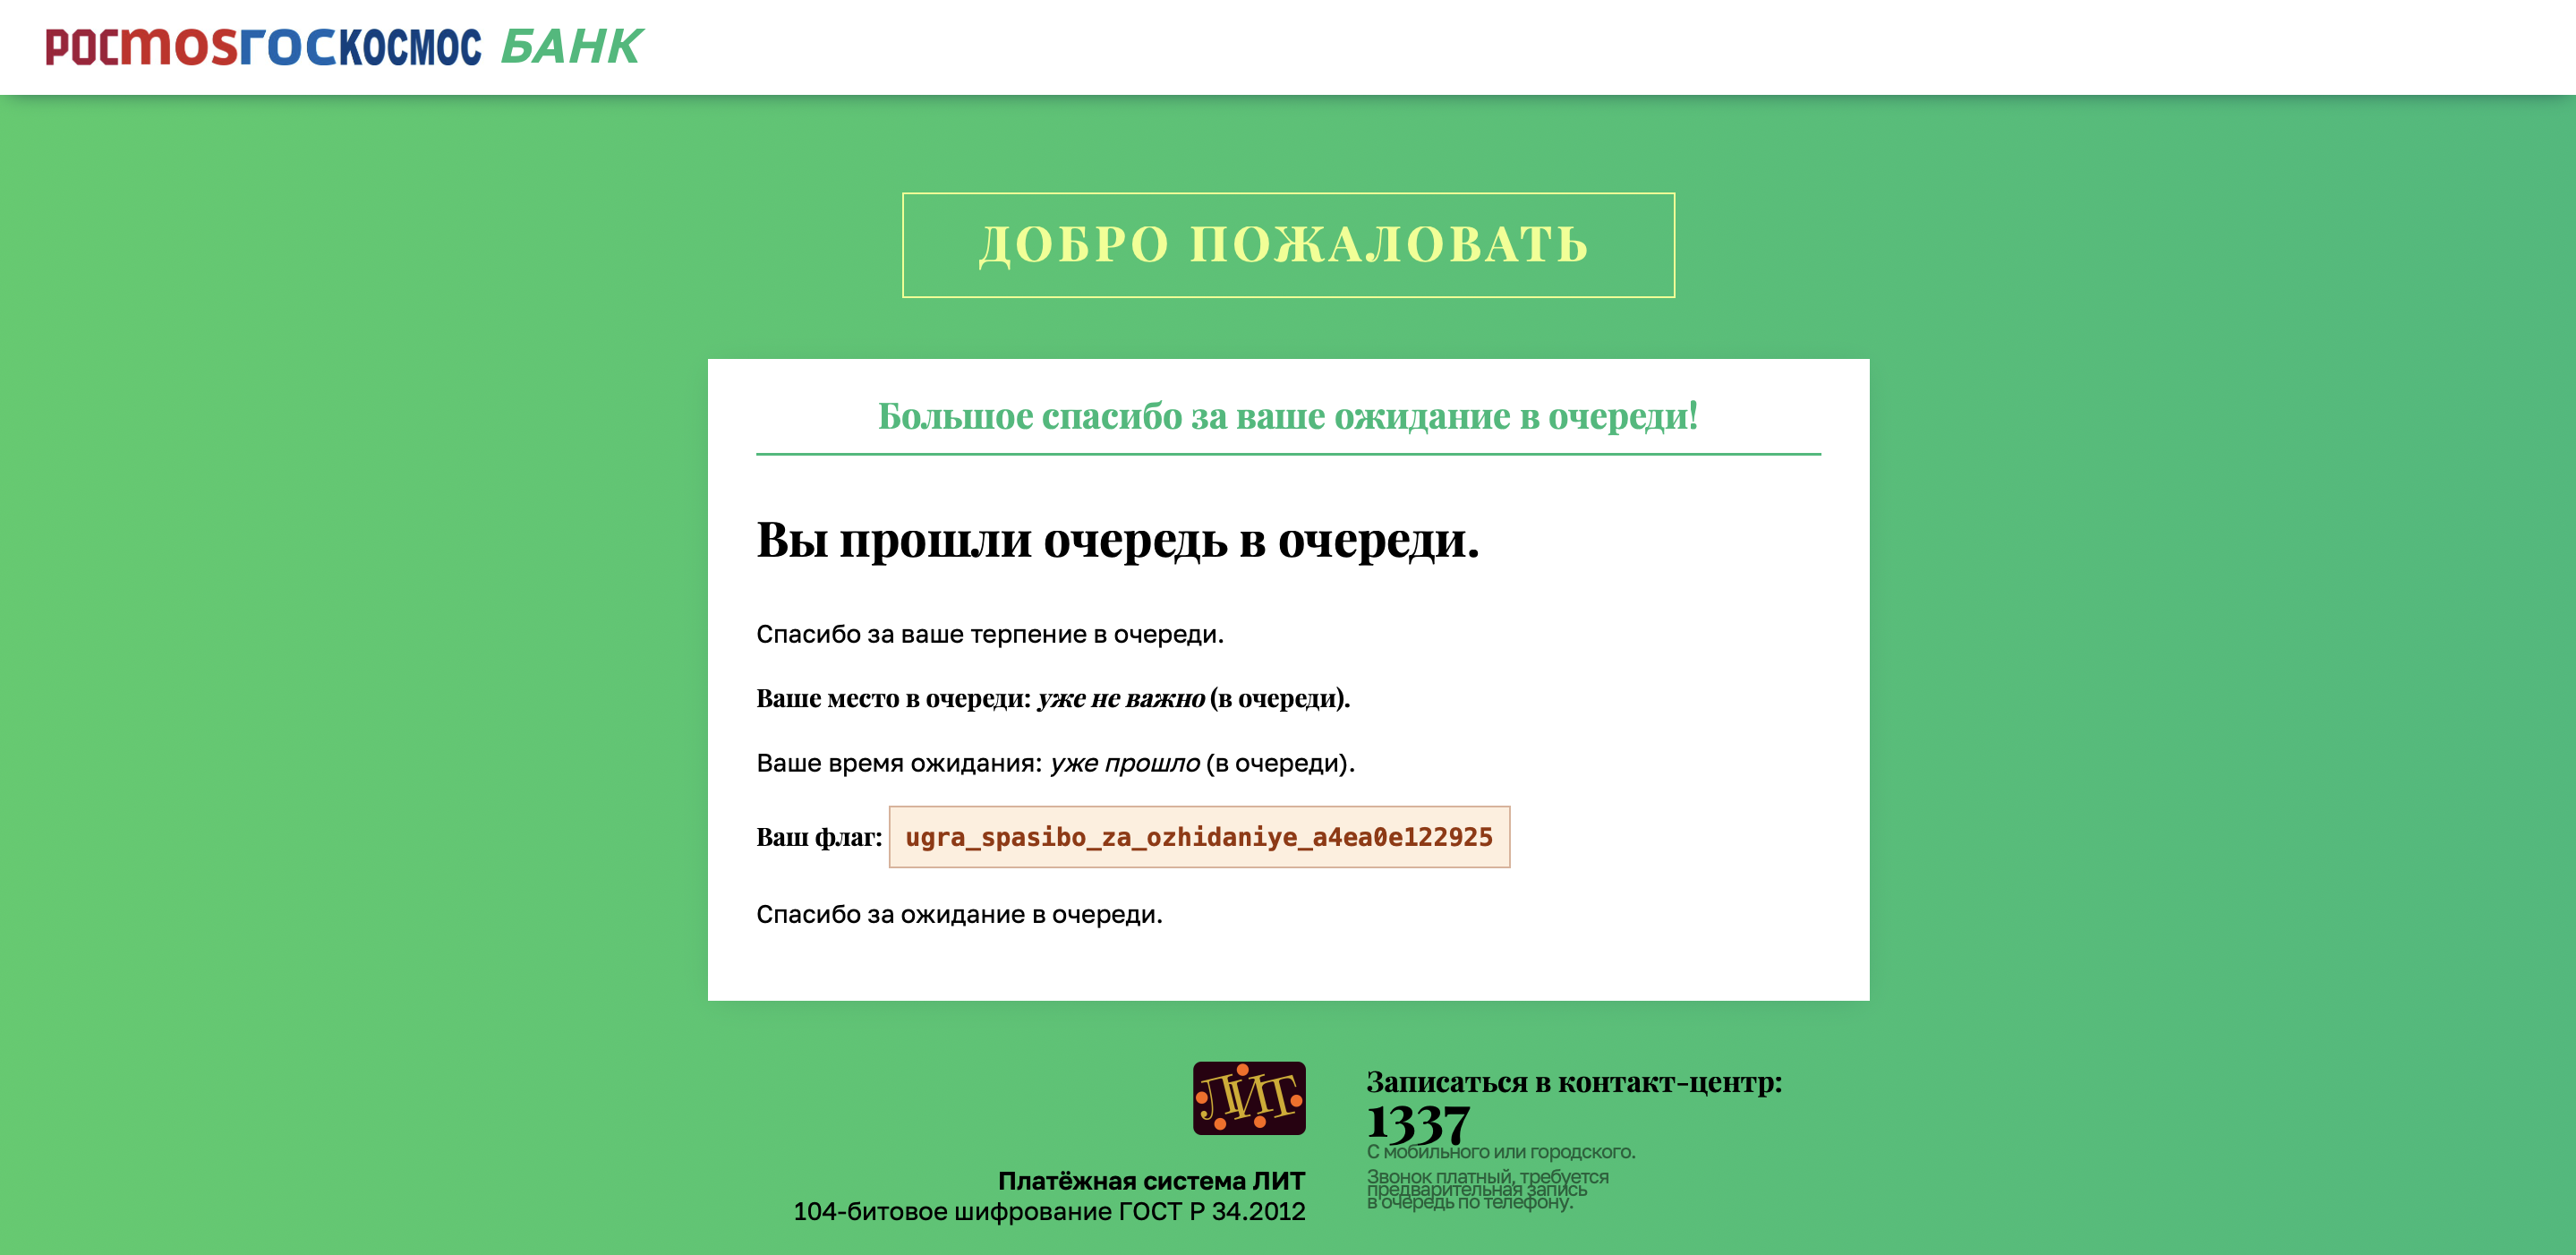 РОСmosГОСКОСМОС БАНК
ДОБРО ПОЖАЛОВАТЬ
Большое спасибо за ваше ожидание в очереди!
Вы прошли очередь в очереди.
Спасибо за ваше терпение в очереди.
Ваше место в очереди: уже не важно (в очереди).
Ваше время ожидания: уже прошло (в очереди).
Ваш флаг: ugra_spasibo_za_ozhidaniye_a4ea0e122925
Спасибо за ожидание в очереди.
ЛИТ
Платёжная система ЛИТ
104-битовое шифрование ГОСТ Р 34.2012
Записаться в контакт-центр:
1337
С мобильного или городского.
Звонок платный, требуется
предварительная запись
в очередь по телефону.